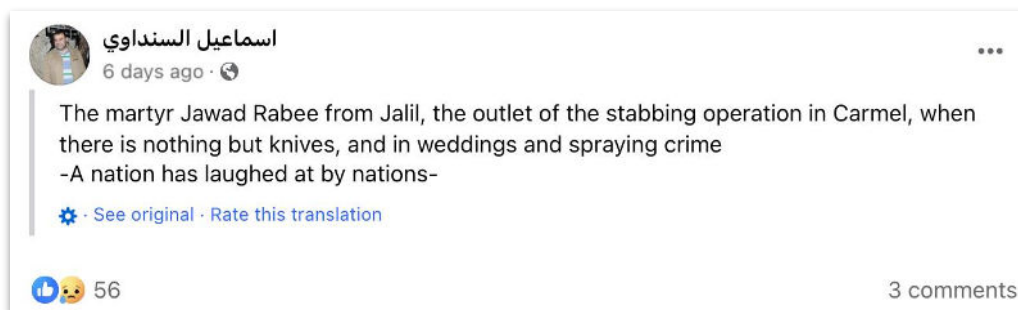 اسماعيل السنداوي
6 days ago ·
The martyr Jawad Rabee from Jalil, the outlet of the stabbing operation in Carmel, when
there is nothing but knives, and in weddings and spraying crime
-A nation has laughed at by nations-
· See original · Rate this translation
56
3 comments